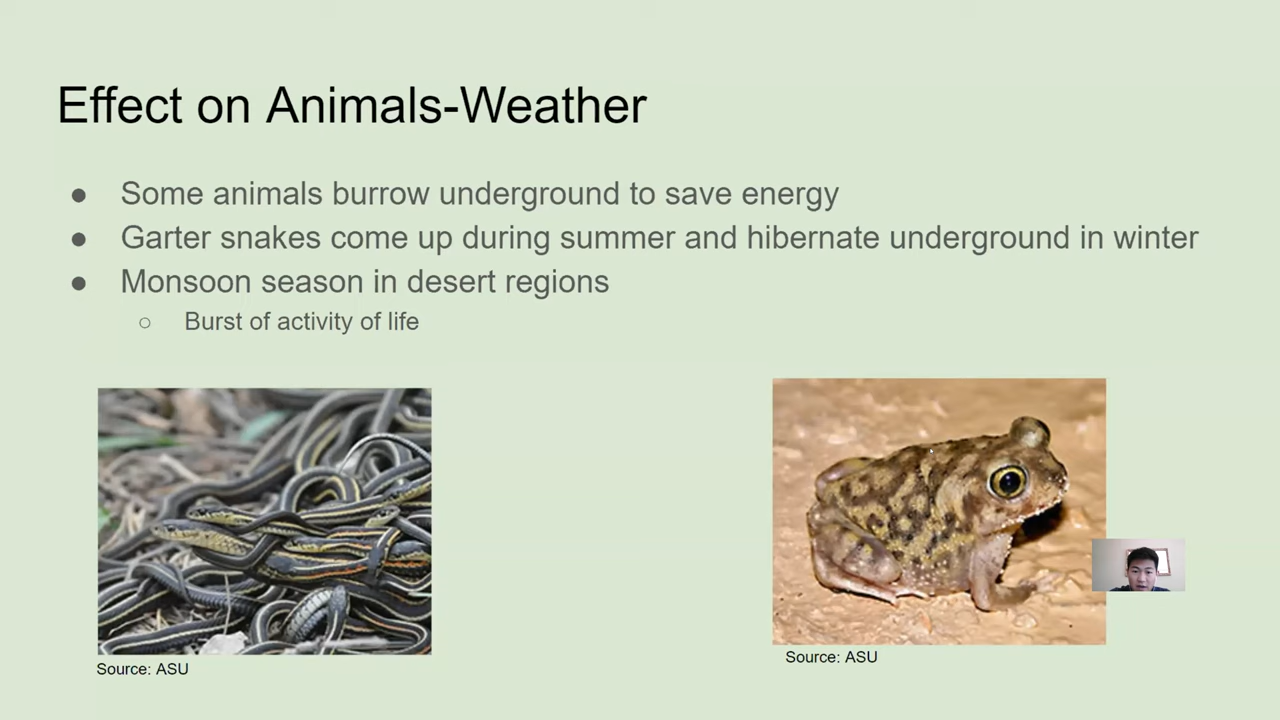 Effect on Animals-Weather
● Some animals burrow underground to save energy
● Garter snakes come up during summer and hibernate underground in winter
● Monsoon season in desert regions
○ Burst of activity of life
Source: ASU
Source: ASU